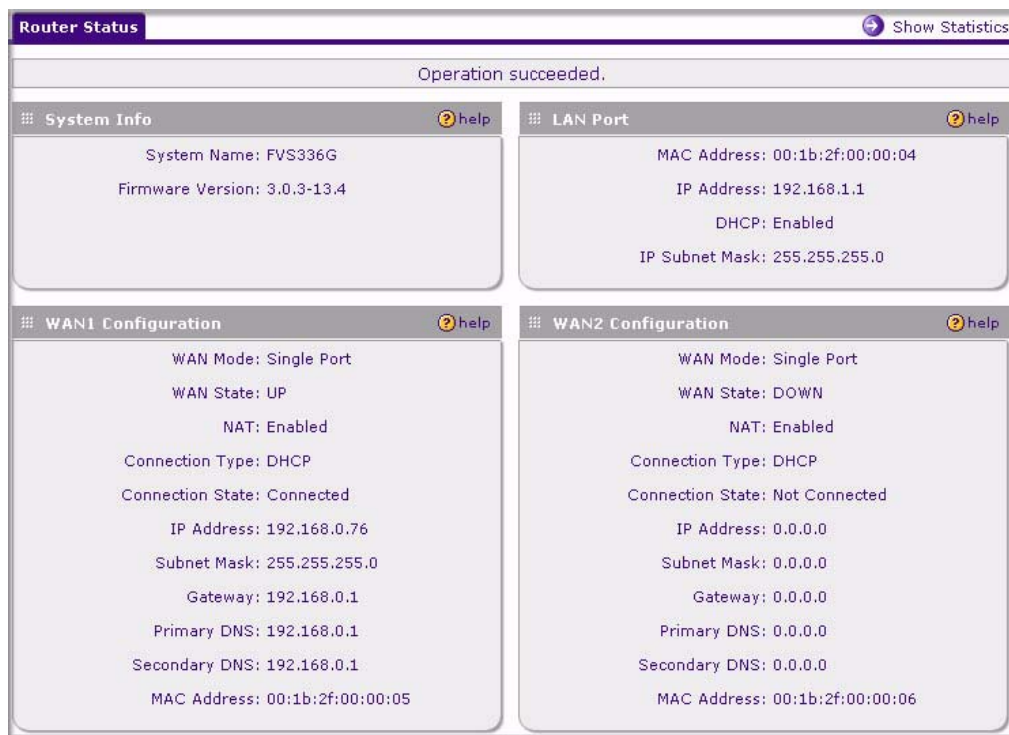 Router Status
Show Statistics
Operation succeeded.
System Info
help
System Name: FVS336G
Firmware Version: 3.0.3-13.4
LAN Port
help
MAC Address: 00:1b:2f:00:00:04
IP Address: 192.168.1.1
DHCP: Enabled
IP Subnet Mask: 255.255.255.0
WAN1 Configuration
help
WAN Mode: Single Port
WAN State: UP
NAT: Enabled
Connection Type: DHCP
Connection State: Connected
IP Address: 192.168.0.76
Subnet Mask: 255.255.255.0
Gateway: 192.168.0.1
Primary DNS: 192.168.0.1
Secondary DNS: 192.168.0.1
MAC Address: 00:1b:2f:00:00:05
WAN2 Configuration
help
WAN Mode: Single Port
WAN State: DOWN
NAT: Enabled
Connection Type: DHCP
Connection State: Not Connected
IP Address: 0.0.0.0
Subnet Mask: 0.0.0.0
Gateway: 0.0.0.0
Primary DNS: 0.0.0.0
Secondary DNS: 0.0.0.0
MAC Address: 00:1b:2f:00:00:06